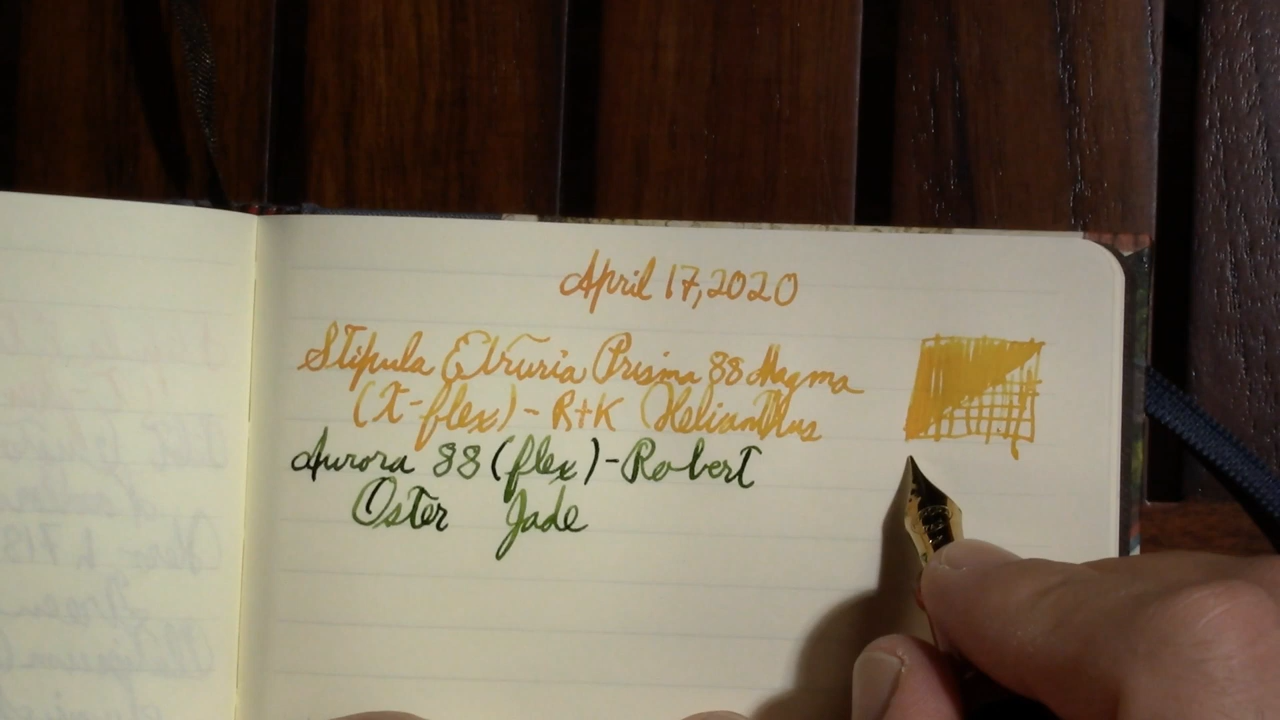 April 17, 2020
Stipula Etruria Prisma 88 Magma
(T-flex) - R+K Helianthus
Aurora 88 (flex) - Robert
Oster Jade